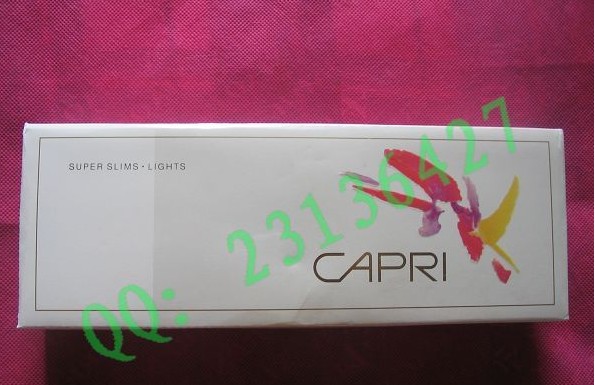 SUPER SLIMS · LIGHTS
CAPRI
QQ: 23136427